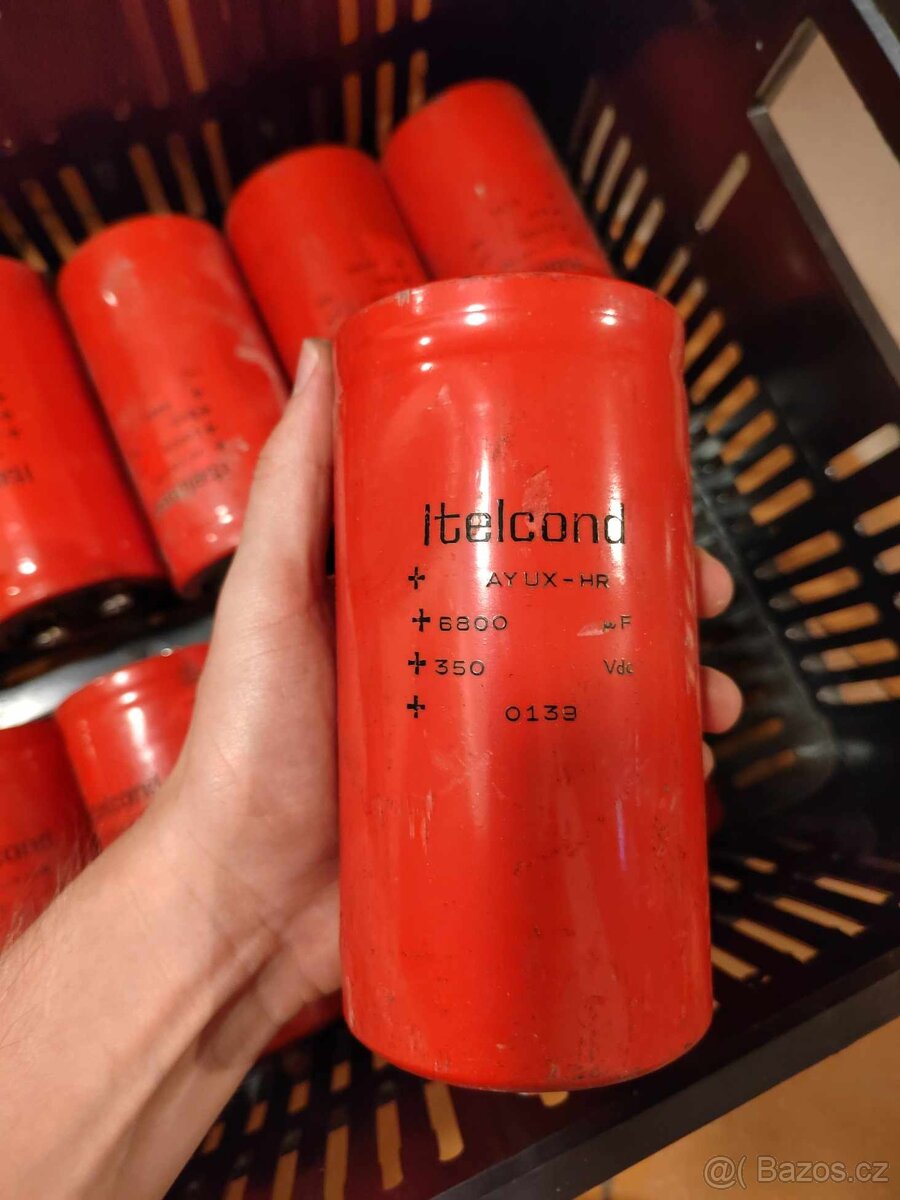 itelcond
+ AYUX-HR
+ 6800 µF
+ 350 Vdc
+ 0139
@( Bazos.cz